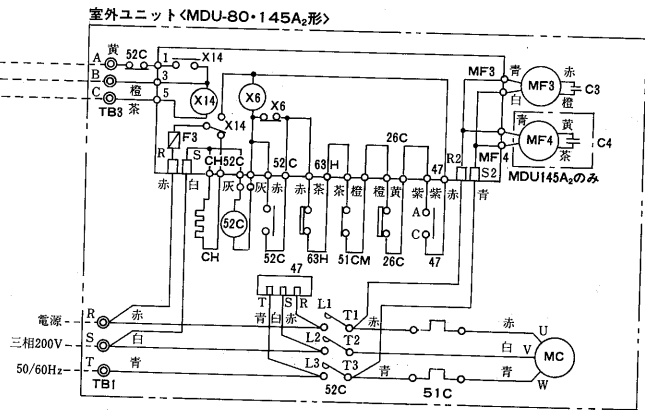 室外ユニット<MDU-80・145A₂形>
A 黄 52C 1 X14
B 3
C 橙 5 X14
TB3 茶
X6 X6
F3 X14
R S
赤 白
CH 52C 灰 灰 52C 赤 63H 茶 茶 橙 26C 橙 黄 紫 47 紫 R2 赤 S2 青
MF3 青 MF3 赤
白 橙 C3
青 MF4 黄
MF4 茶 C4
MDU145A₂のみ
CH 52C 52C 63H 51CM 26C A C 47
47
T S R
青 白 赤
電源 R 赤 L1 T1 赤 赤 U
三相200V S 白 L2 T2 白 V MC
50/60Hz T 青 L3 T3 青 青 W
TB1 52C 51C